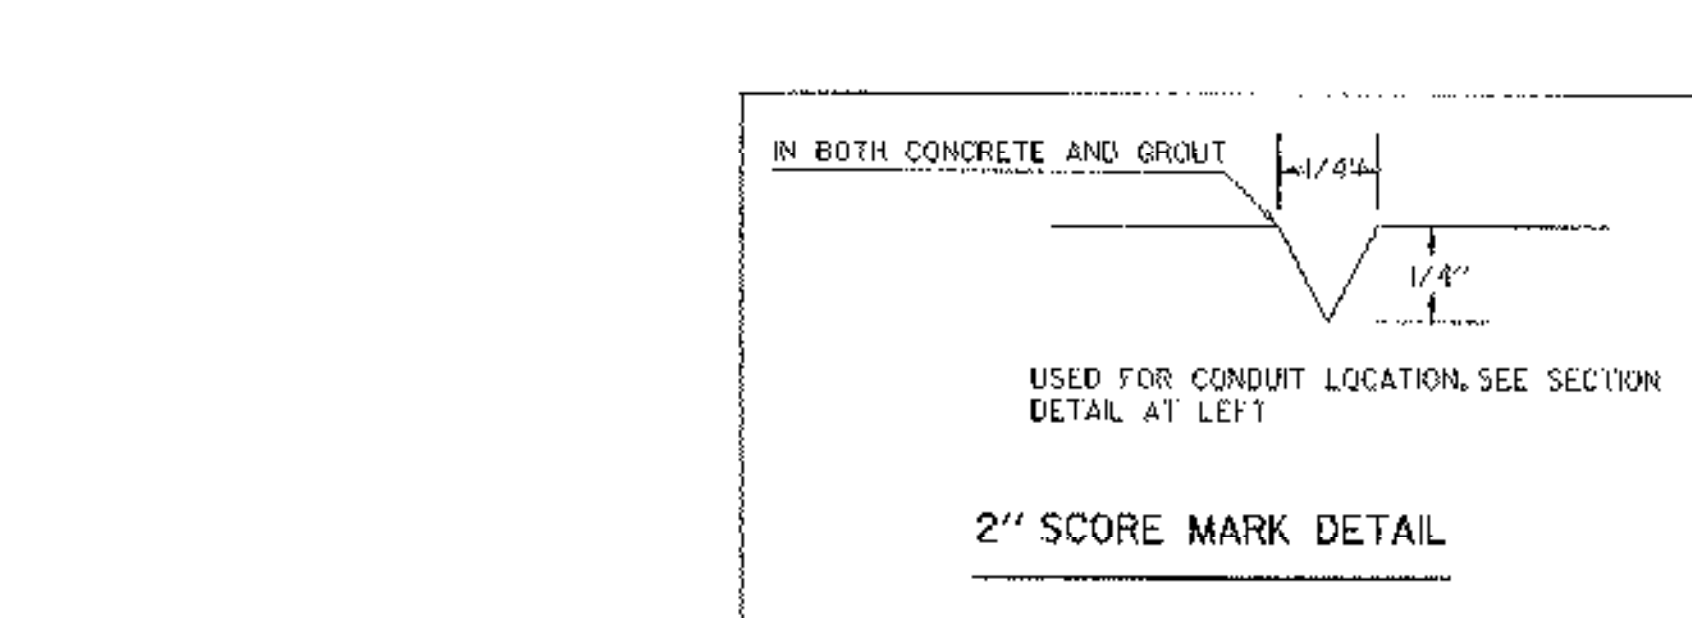 IN BOTH CONCRETE AND GROUT
1/4"
1/4"
USED FOR CONDUIT LOCATION. SEE SECTION
DETAIL AT LEFT
2" SCORE MARK DETAIL